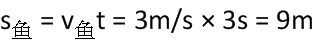 s鱼 = v鱼t = 3m/s × 3s = 9m